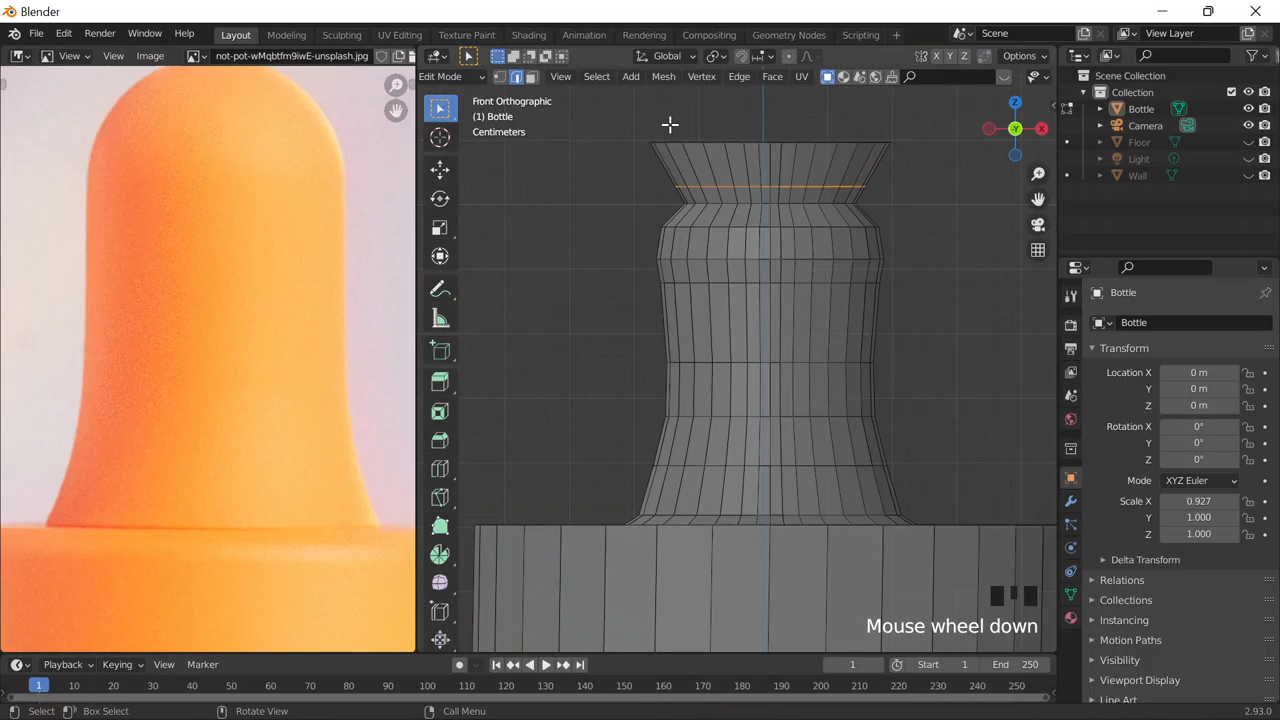 Blender
File Edit Render Window Help Layout Modeling Sculpting UV Editing Texture Paint Shading Animation Rendering Compositing Geometry Nodes Scripting + Scene View Layer
View View Image not-pot-wMqbtfm9iwE-unsplash.jpg Global X Y Z Options
Edit Mode View Select Add Mesh Vertex Edge Face UV
Front Orthographic
(1) Bottle
Centimeters
Z
-Y
X
Scene Collection
Collection
Bottle
Camera
Floor
Light
Wall
Bottle
Bottle
Transform
Location X 0 m
Y 0 m
Z 0 m
Rotation X 0°
Y 0°
Z 0°
Mode XYZ Euler
Scale X 0.927
Y 1.000
Z 1.000
Delta Transform
Relations
Collections
Instancing
Motion Paths
Visibility
Viewport Display
Line Art
Mouse wheel down
Playback Keying View Marker 1 Start 1 End 250
1 10 20 30 40 50 60 70 80 90 100 110 120 130 140 150 160 170 180 190 200 210 220 230 240 250
Select Box Select Rotate View Call Menu 2.93.0